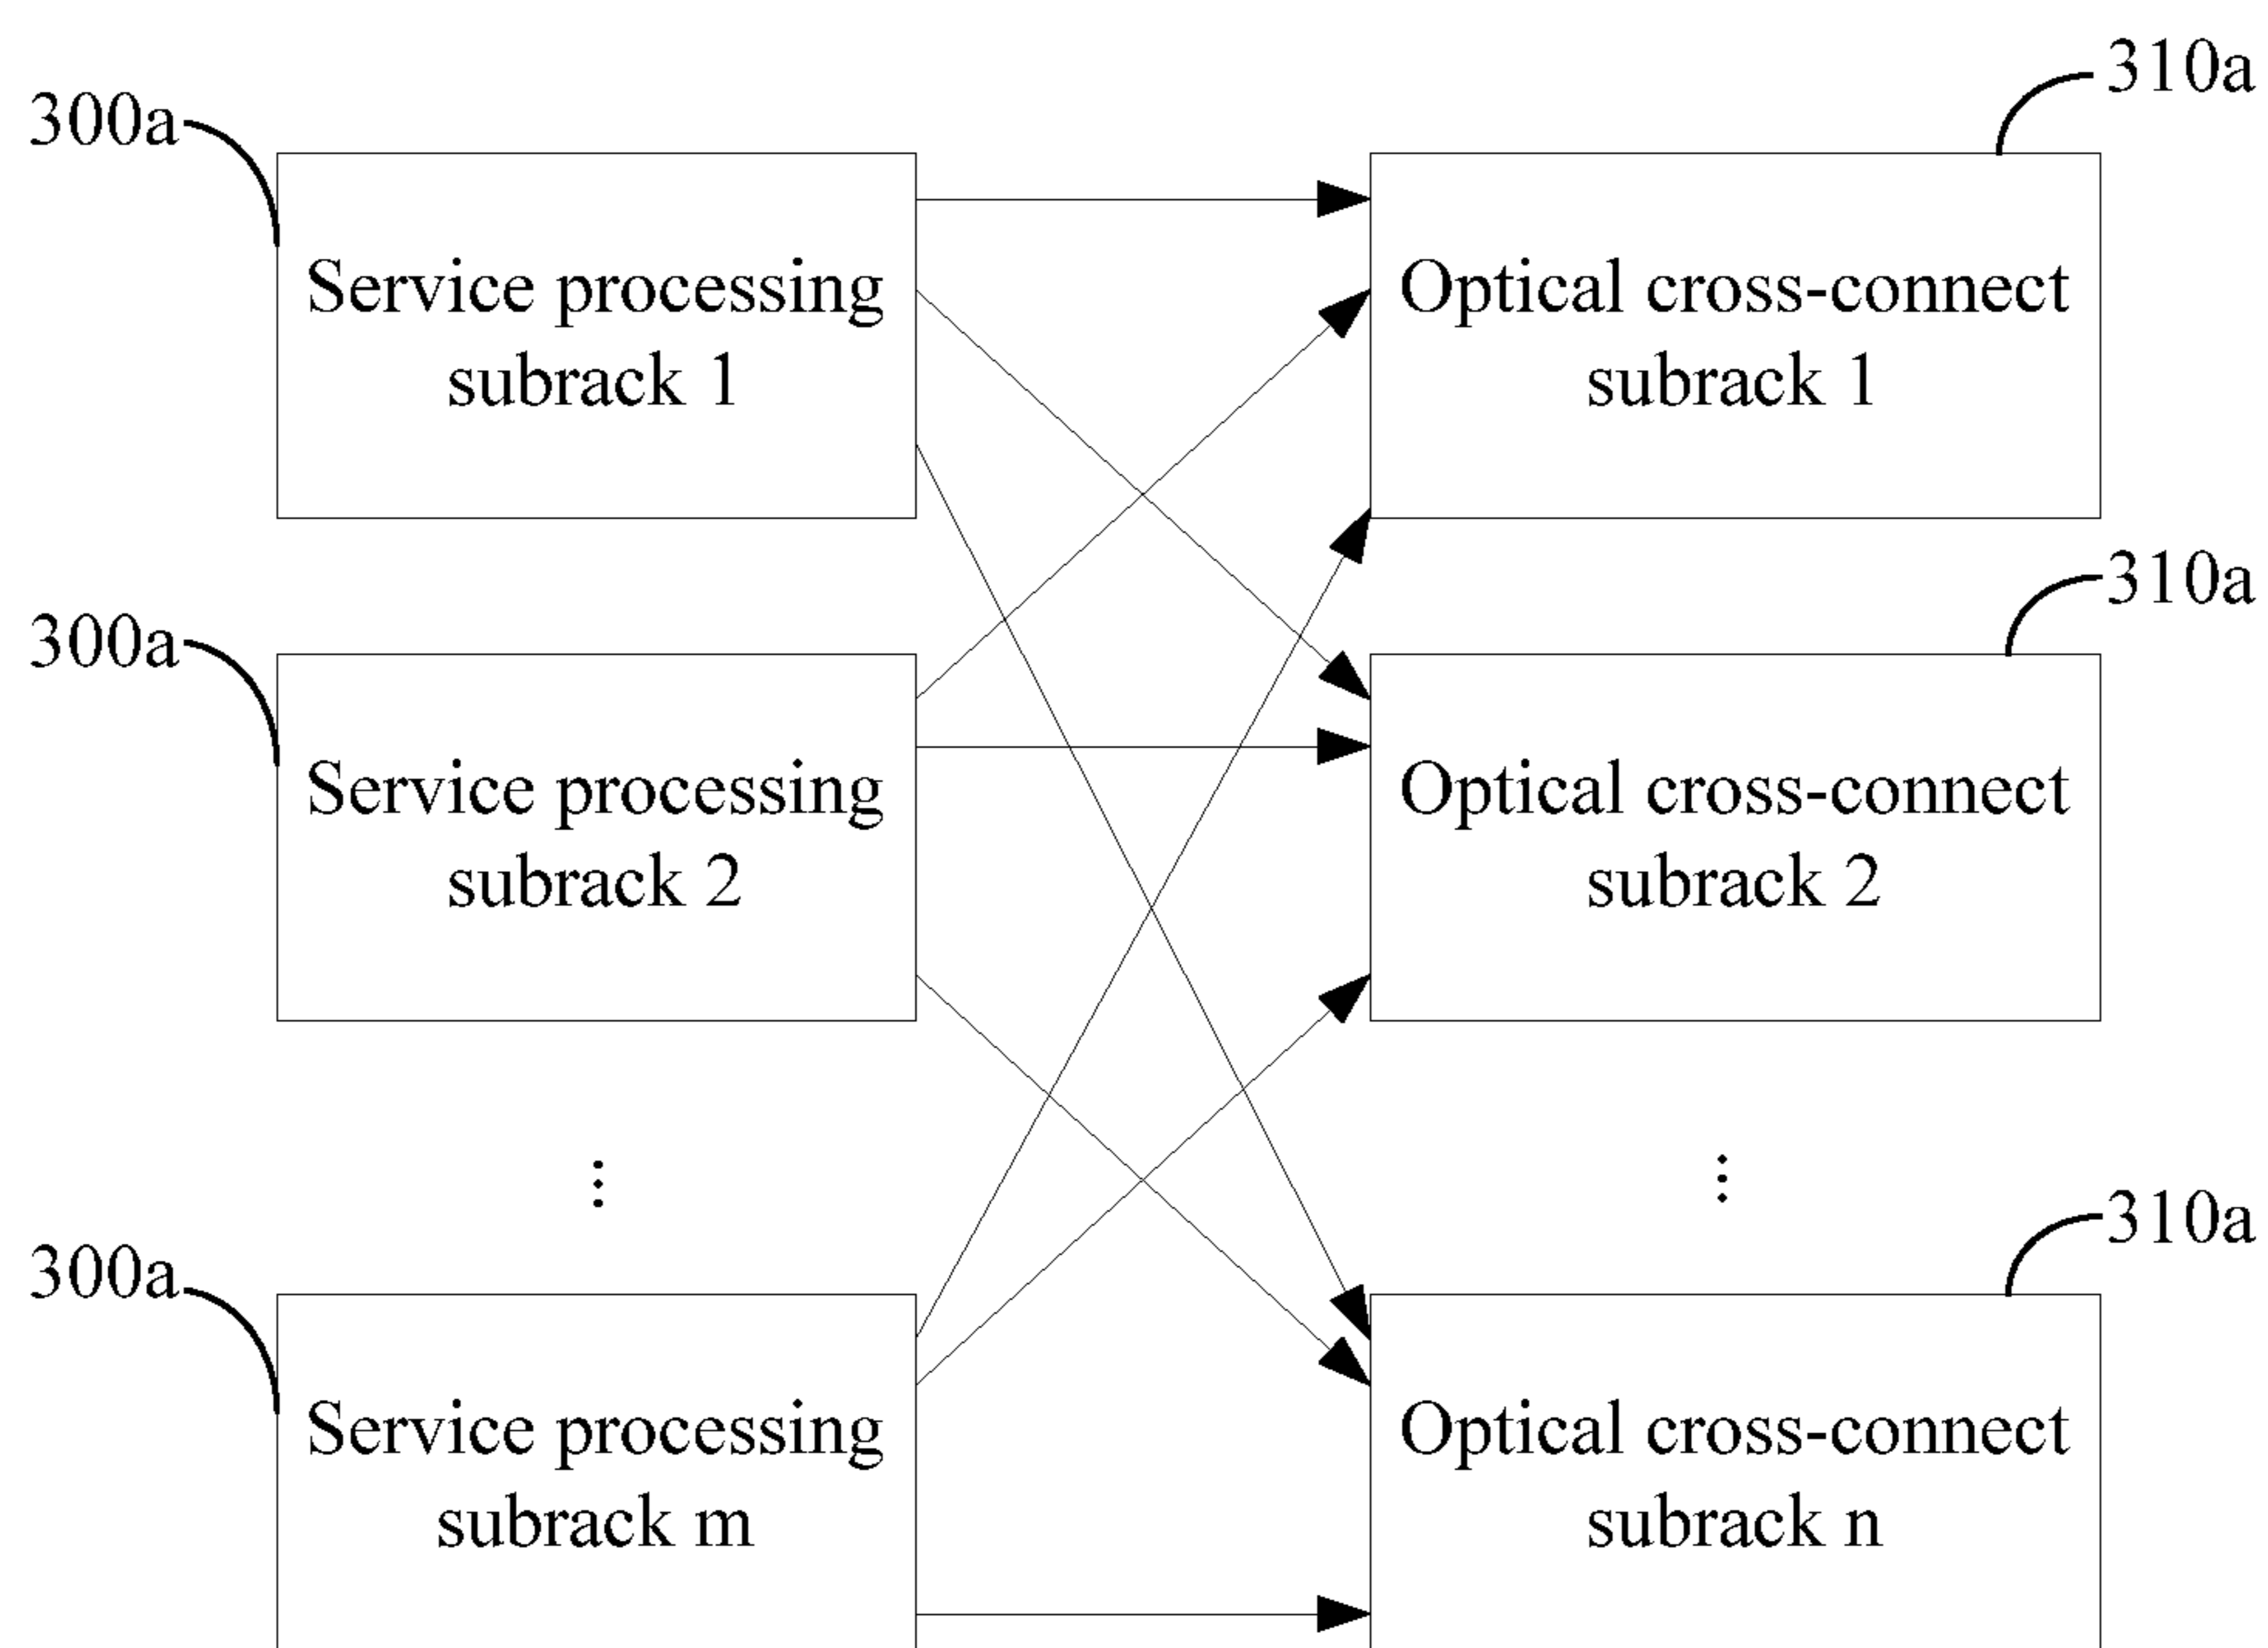 310a
300a
Service processing
subrack 1
Optical cross-connect
subrack 1
310a
300a
Service processing
subrack 2
Optical cross-connect
subrack 2
310a
300a
Service processing
subrack m
Optical cross-connect
subrack n